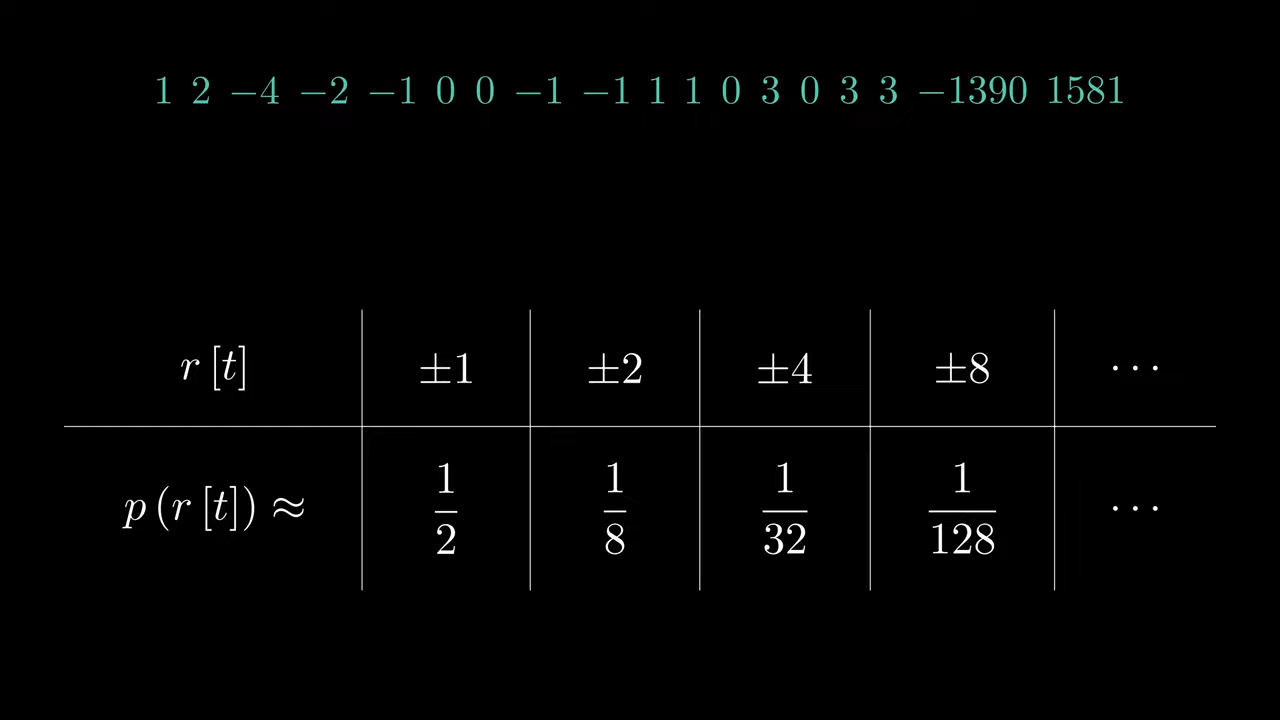 1 2 −4 −2 −1 0 0 −1 −1 1 1 0 3 0 3 3 −1390 1581
r [t] ±1 ±2 ±4 ±8 ⋯
p (r [t]) ≈ 1/2 1/8 1/32 1/128 ⋯